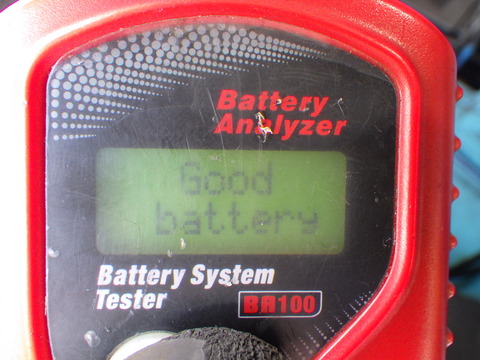 Battery
Analyzer
Good
battery
Battery System
Tester
BA100